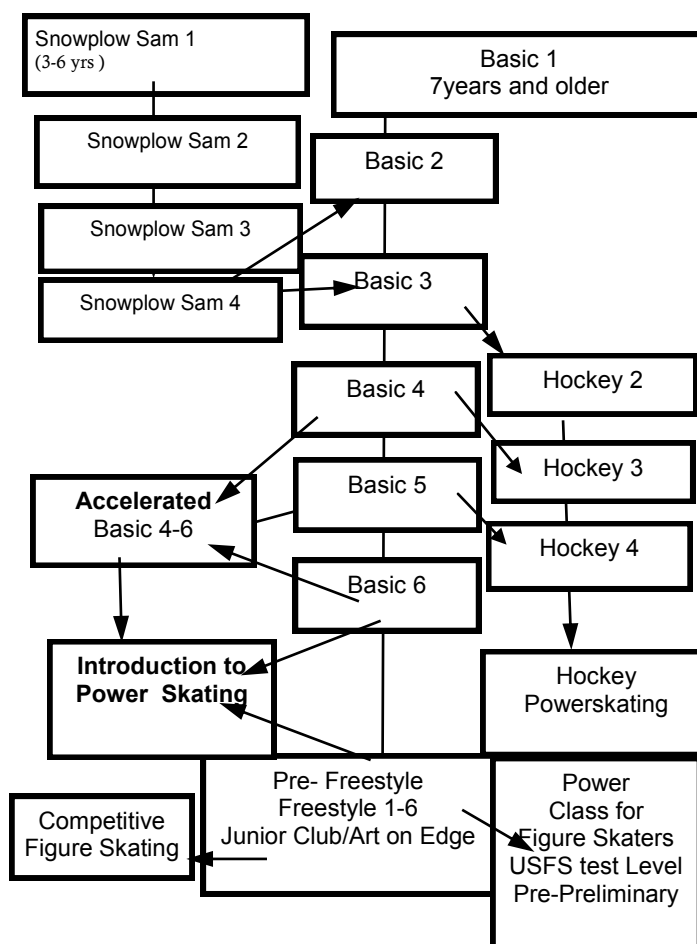 Snowplow Sam 1
(3-6 yrs )
Basic 1
7years and older
Snowplow Sam 2
Basic 2
Snowplow Sam 3
Basic 3
Snowplow Sam 4
Hockey 2
Basic 4
Hockey 3
Basic 5
Accelerated
Basic 4-6
Hockey 4
Basic 6
Introduction to
Power Skating
Hockey
Powerskating
Pre- Freestyle
Freestyle 1-6
Junior Club/Art on Edge
Power
Class for
Figure Skaters
USFS test Level
Pre-Preliminary
Competitive
Figure Skating